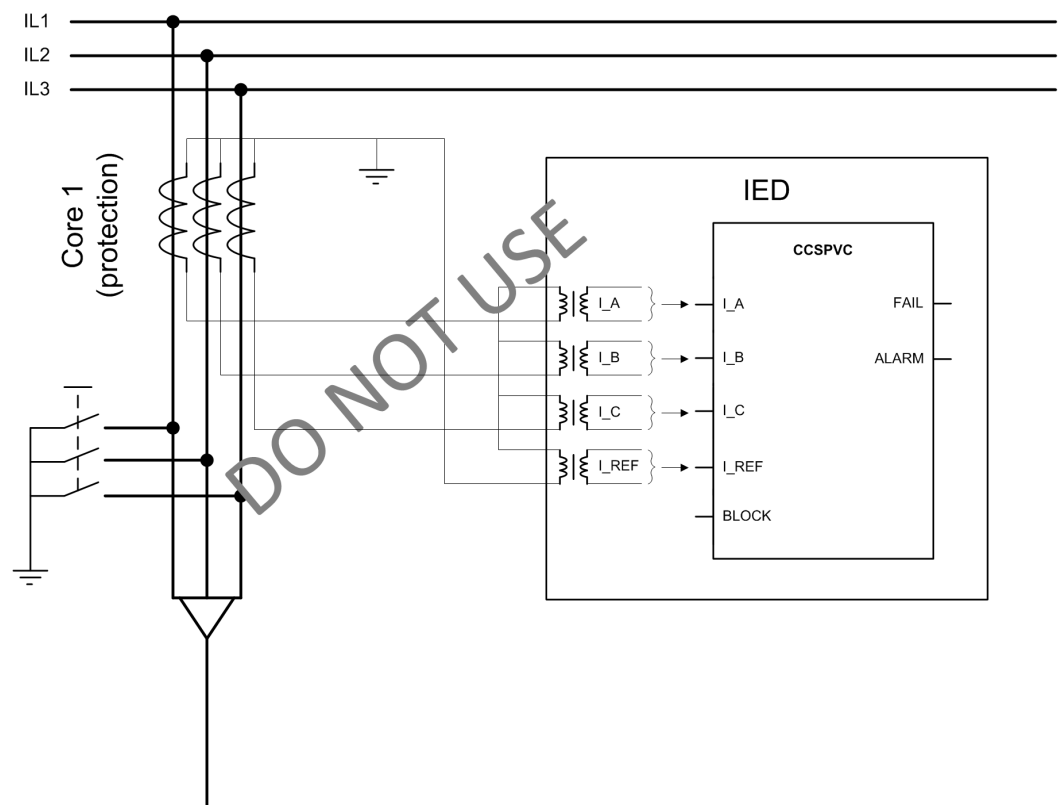 IL1
IL2
IL3
Core 1
(protection)
IED
CCSPVC
I_A
I_A
FAIL
I_B
I_B
ALARM
I_C
I_C
I_REF
I_REF
BLOCK
DO NOT USE